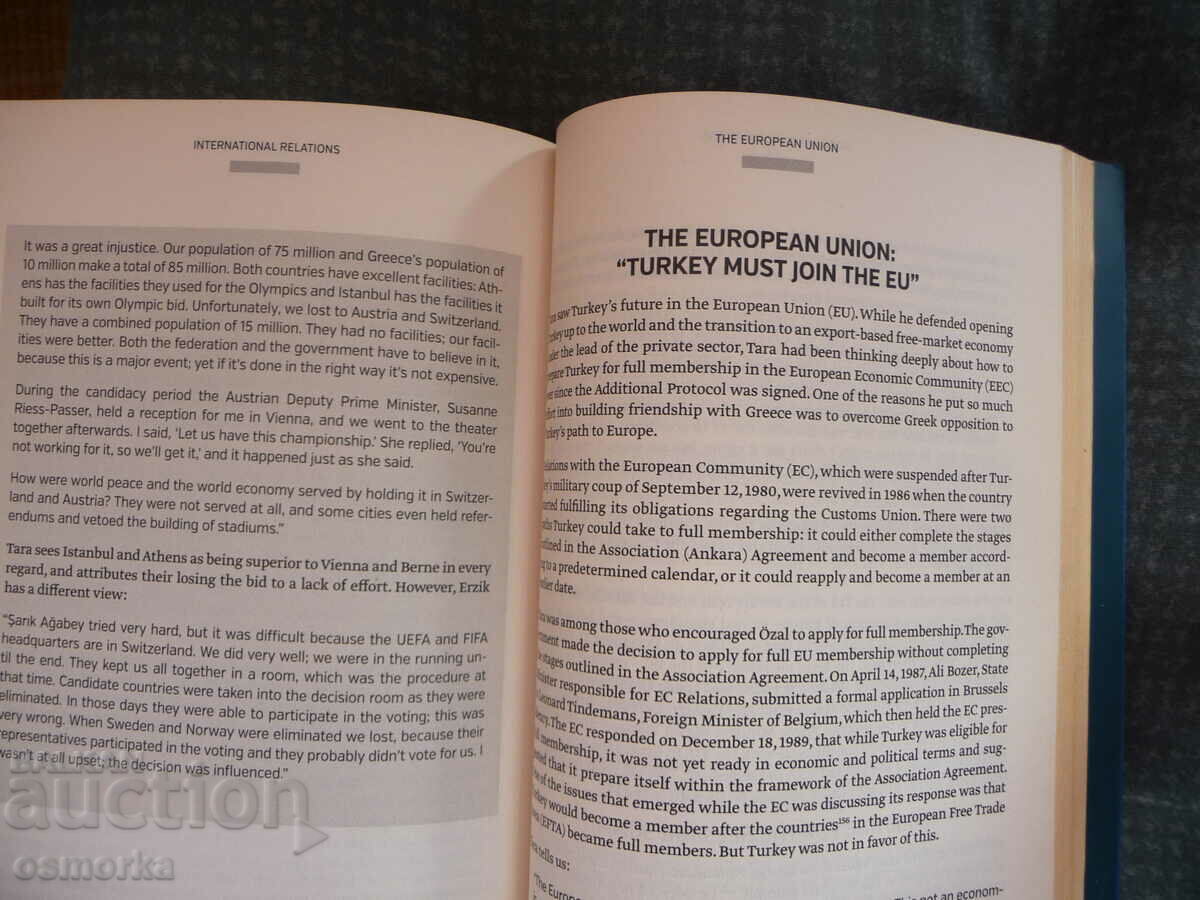 INTERNATIONAL RELATIONS
It was a great injustice. Our population of 75 million and Greece's population of
10 million make a total of 85 million. Both countries have excellent facilities: Ath-
ens has the facilities they used for the Olympics and Istanbul has the facilities it
built for its own Olympic bid. Unfortunately, we lost to Austria and Switzerland.
They have a combined population of 15 million. They had no facilities; our facil-
ities were better. Both the federation and the government have to believe in it,
because this is a major event; yet if it's done in the right way it's not expensive.
During the candidacy period the Austrian Deputy Prime Minister, Susanne
Riess-Passer, held a reception for me in Vienna, and we went to the theater
together afterwards. I said, 'Let us have this championship.' She replied, 'You're
not working for it, so we'll get it,' and it happened just as she said.
How were world peace and the world economy served by holding it in Switzer-
land and Austria? They were not served at all, and some cities even held refer-
endums and vetoed the building of stadiums."
Tara sees Istanbul and Athens as being superior to Vienna and Berne in every
regard, and attributes their losing the bid to a lack of effort. However, Erzik
has a different view:
"Şarık Ağabey tried very hard, but it was difficult because the UEFA and FIFA
headquarters are in Switzerland. We did very well; we were in the running un-
til the end. They kept us all together in a room, which was the procedure at
that time. Candidate countries were taken into the decision room as they were
eliminated. In those days they were able to participate in the voting; this was
very wrong. When Sweden and Norway were eliminated we lost, because their
representatives participated in the voting and they probably didn't vote for us. I
wasn't at all upset; the decision was influenced."
THE EUROPEAN UNION
THE EUROPEAN UNION:
"TURKEY MUST JOIN THE EU"
saw Turkey's future in the European Union (EU). While he defended opening
up to the world and the transition to an export-based free-market economy
the lead of the private sector, Tara had been thinking deeply about how to
Turkey for full membership in the European Economic Community (EEC)
since the Additional Protocol was signed. One of the reasons he put so much
into building friendship with Greece was to overcome Greek opposition to
path to Europe.
with the European Community (EC), which were suspended after Tur-
military coup of September 12, 1980, were revived in 1986 when the country
fulfilling its obligations regarding the Customs Union. There were two
Turkey could take to full membership: it could either complete the stages
in the Association (Ankara) Agreement and become a member accord-
to a predetermined calendar, or it could reapply and become a member at an
date.
was among those who encouraged Özal to apply for full membership. The gov-
made the decision to apply for full EU membership without completing
stages outlined in the Association Agreement. On April 14, 1987, Ali Bozer, State
responsible for EC Relations, submitted a formal application in Brussels
Leonard Tindemans, Foreign Minister of Belgium, which then held the EC pres-
The EC responded on December 18, 1989, that while Turkey was eligible for
membership, it was not yet ready in economic and political terms and sug-
that it prepare itself within the framework of the Association Agreement.
of the issues that emerged while the EC was discussing its response was that
would become a member after the countries156 in the European Free Trade
(EFTA) became full members. But Turkey was not in favor of this.
tells us:
"The Europe
not an econom-
auction
osmorka